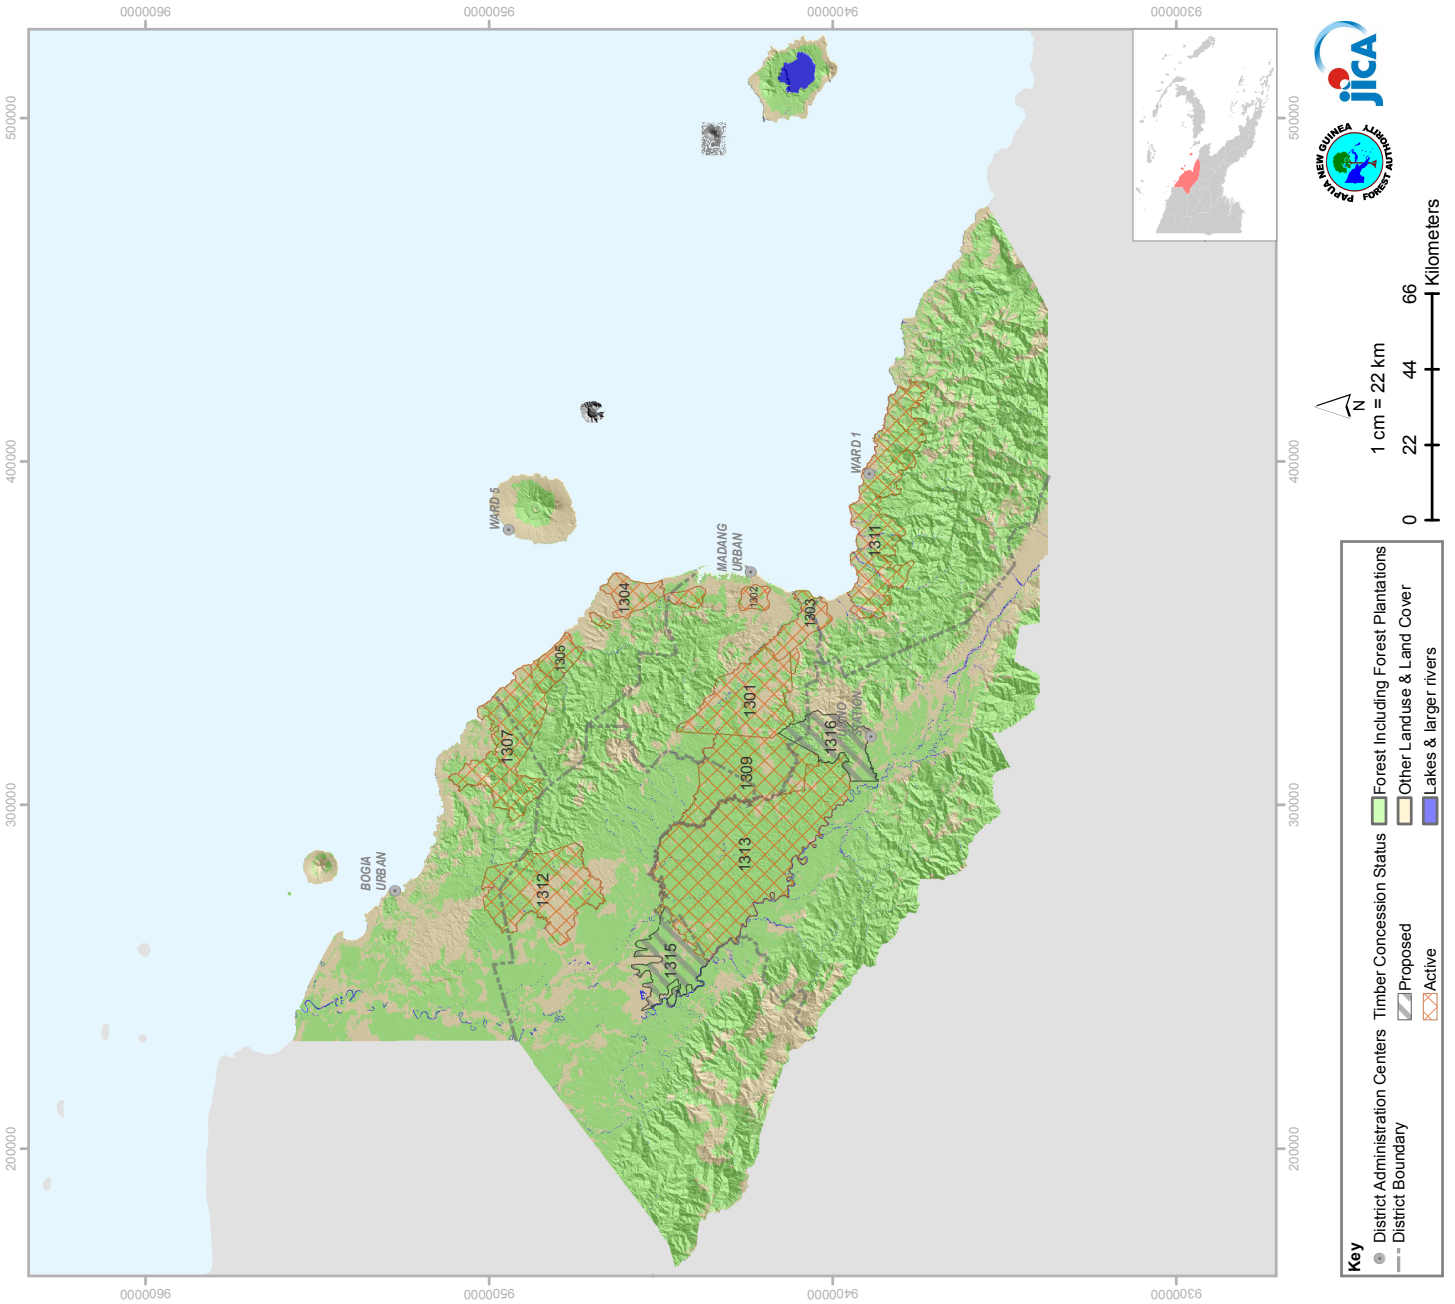 200000
300000
400000
500000
9600000
9500000
9400000
9300000
9600000
9500000
9400000
9300000
200000
300000
400000
500000
BOGIA
URBAN
WARD 5
MADANG
URBAN
WARD 1
1304
1305
1307
1302
1303
1311
1301
1309
1316
1312
1313
1315
Key
District Administration Centers
District Boundary
Timber Concession Status
Proposed
Active
Forest Including Forest Plantations
Other Landuse & Land Cover
Lakes & larger rivers
N
1 cm = 22 km
0 22 44 66
Kilometers
PAPUA NEW GUINEA
FOREST AUTHORITY
jICA